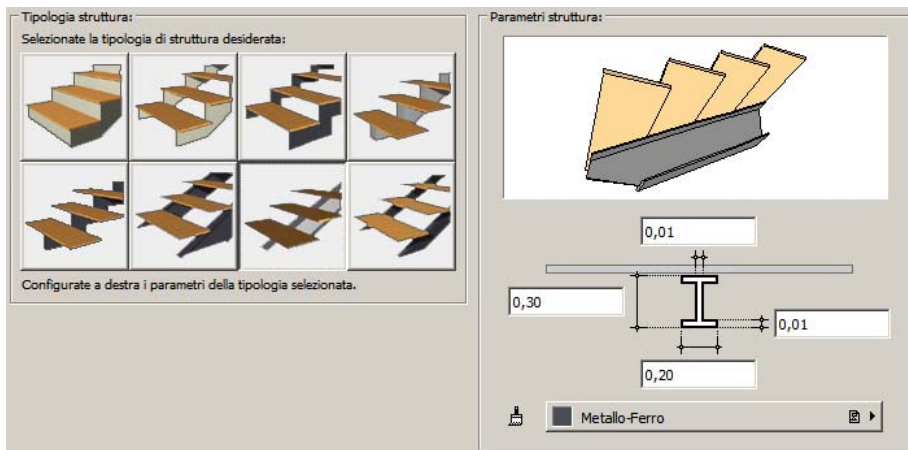 Tipologia struttura:
Selezionate la tipologia di struttura desiderata:
Configurate a destra i parametri della tipologia selezionata.
Parametri struttura:
0,01
0,30
0,01
0,20
Metallo-Ferro